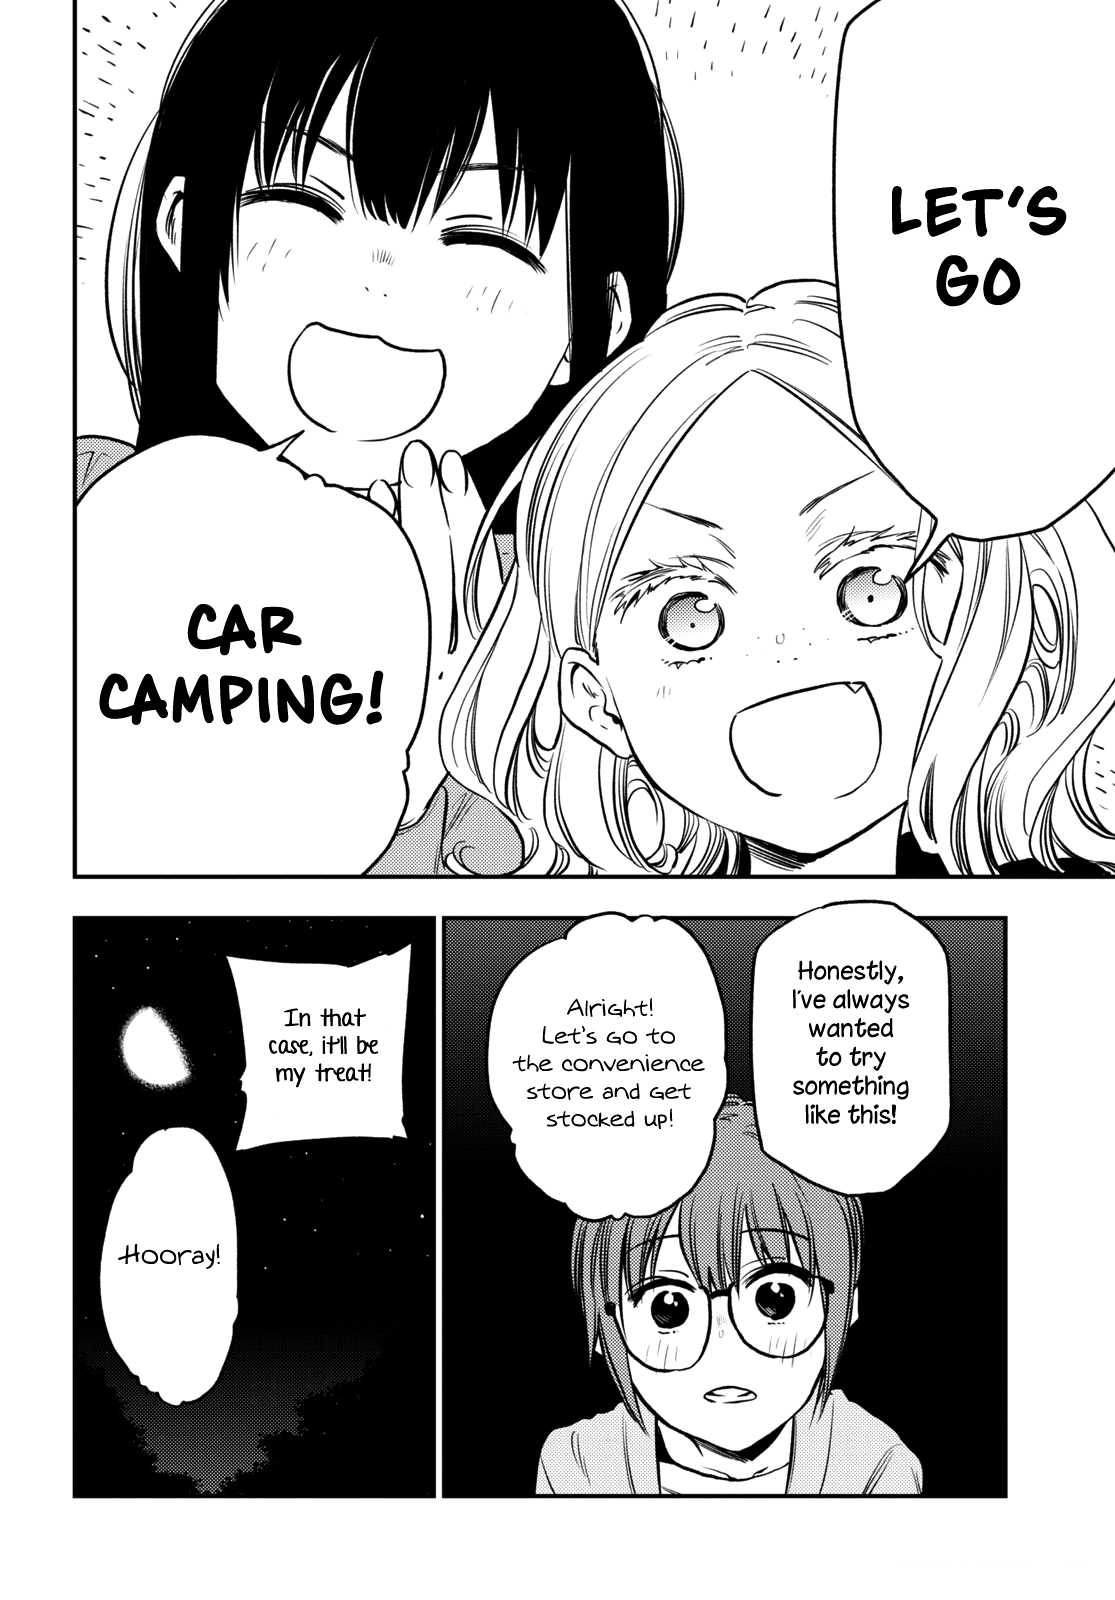 LET'S
GO
CAR
CAMPING!
Honestly,
I've always
wanted
to try
something
like this!
Alright!
Let's go to
the convenience
store and get
stocked up!
In that
case, it'll be
my treat!
Hooray!